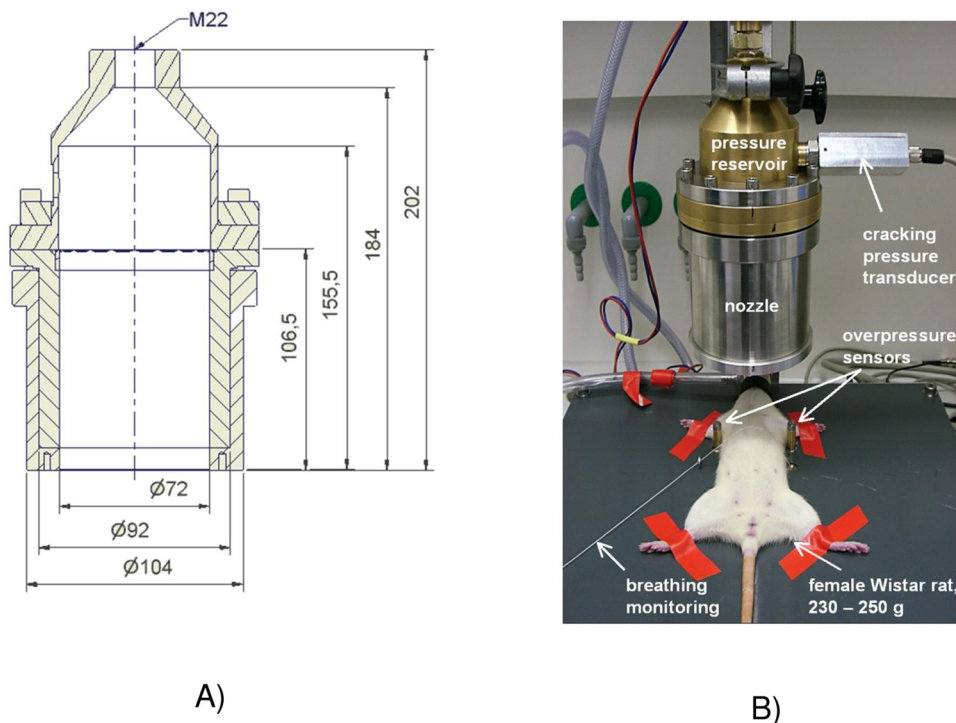 M22
202
184
155,5
106,5
Ø72
Ø92
Ø104
A)
pressure
reservoir
cracking
pressure
transducer
nozzle
overpressure
sensors
breathing
monitoring
female Wistar rat,
230 – 250 g
B)